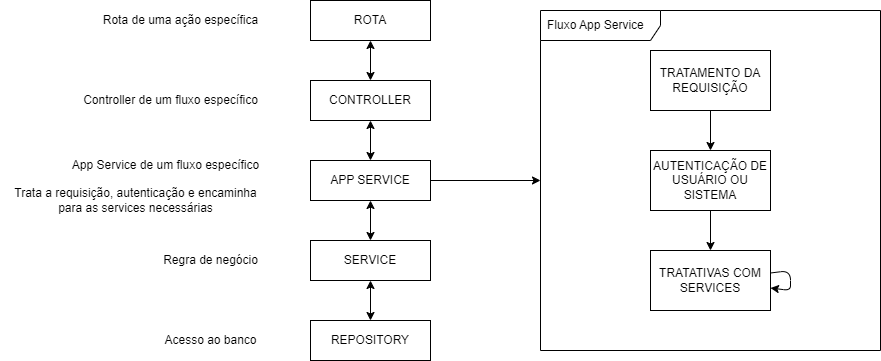 Rota de uma ação específica
ROTA
Controller de um fluxo específico
CONTROLLER
App Service de um fluxo específico
Trata a requisição, autenticação e encaminha
para as services necessárias
APP SERVICE
Regra de negócio
SERVICE
Acesso ao banco
REPOSITORY
Fluxo App Service
TRATAMENTO DA
REQUISIÇÃO
AUTENTICAÇÃO DE
USUÁRIO OU
SISTEMA
TRATATIVAS COM
SERVICES